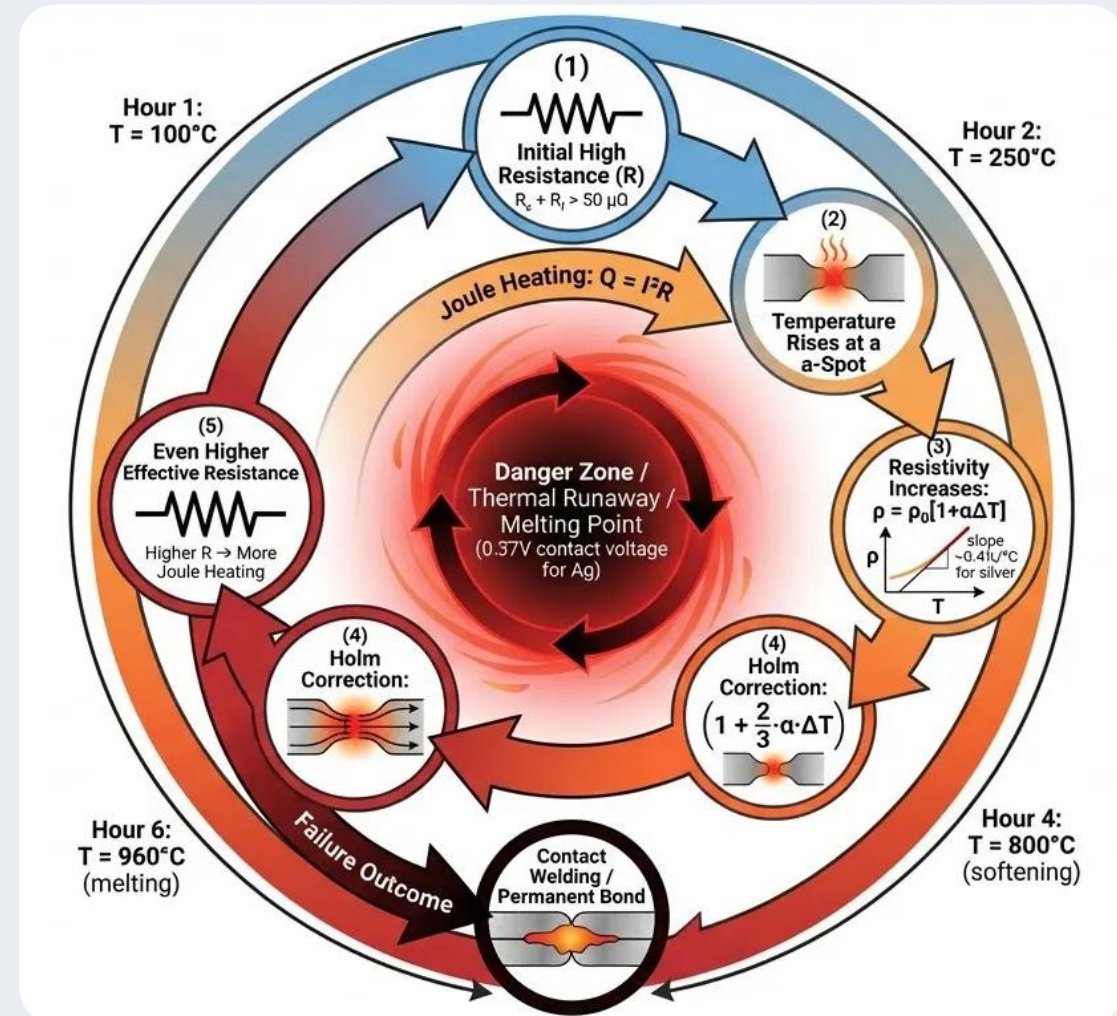 Hour 1:
T = 100°C
Hour 2:
T = 250°C
(1)
Initial High
Resistance (R)
R꜀ + Rf > 50 μΩ
(2)
Temperature
Rises at a
a-Spot
Joule Heating: Q = I²R
(3)
Resistivity
Increases:
ρ = ρ₀[1+αΔT]
ρ
slope
for silver
T
(4)
Holm
Correction:
(1 + 2/3·α·ΔT)
(4)
Holm
Correction:
(5)
Even Higher
Effective Resistance
Higher R → More
Joule Heating
Danger Zone /
Thermal Runaway /
Melting Point
(0.37V contact voltage
for Ag)
Hour 4:
T = 800°C
(softening)
Hour 6:
T = 960°C
(melting)
Failure Outcome
Contact
Welding /
Permanent Bond